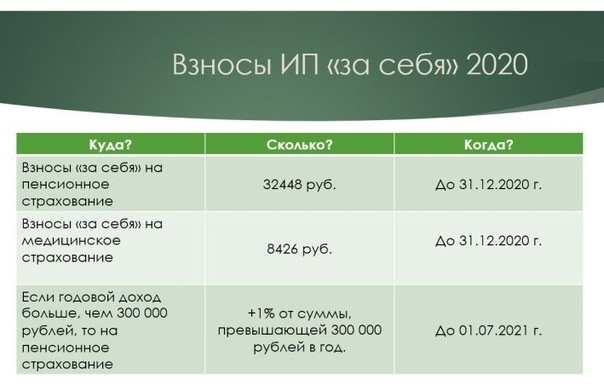 Взносы ИП «за себя» 2020
Куда?
Сколько?
Когда?
Взносы «за себя» на
пенсионное
страхование
32448 руб.
До 31.12.2020 г.
Взносы «за себя» на
медицинское
страхование
8426 руб.
До 31.12.2020 г.
Если годовой доход
больше, чем 300 000
рублей, то на
пенсионное
страхование
+1% от суммы,
превышающей 300 000
рублей в год.
До 01.07.2021 г.